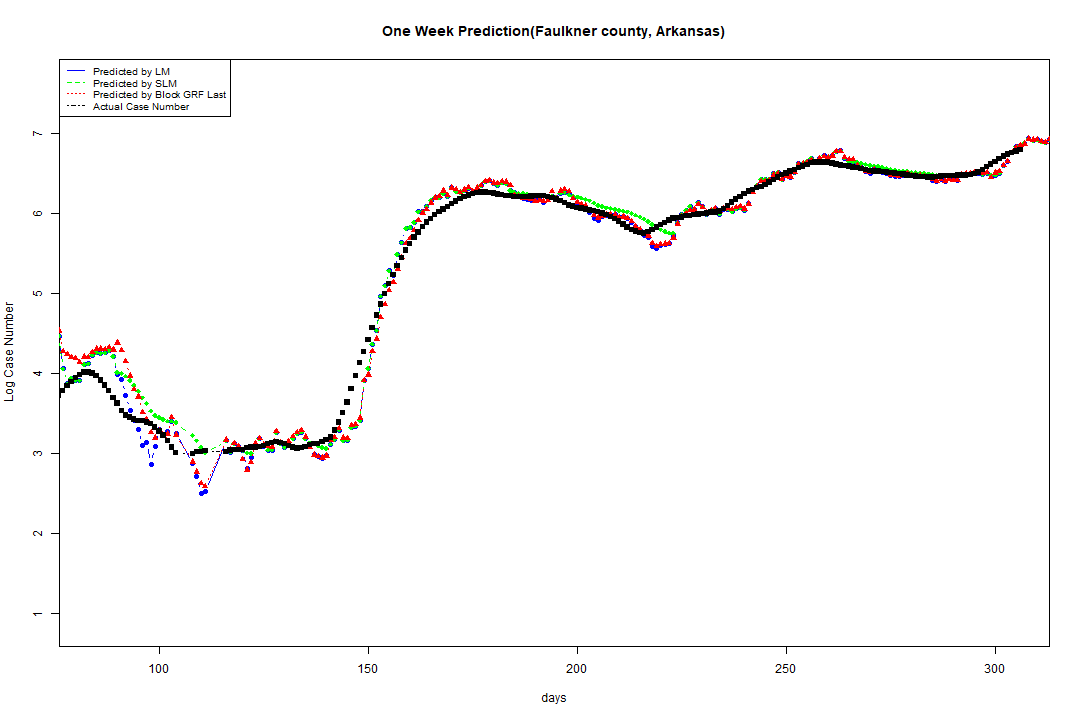 One Week Prediction(Faulkner county, Arkansas)
Predicted by LM
Predicted by SLM
Predicted by Block GRF Last
Actual Case Number
7
6
5
4
3
2
1
Log Case Number
100 150 200 250 300
days